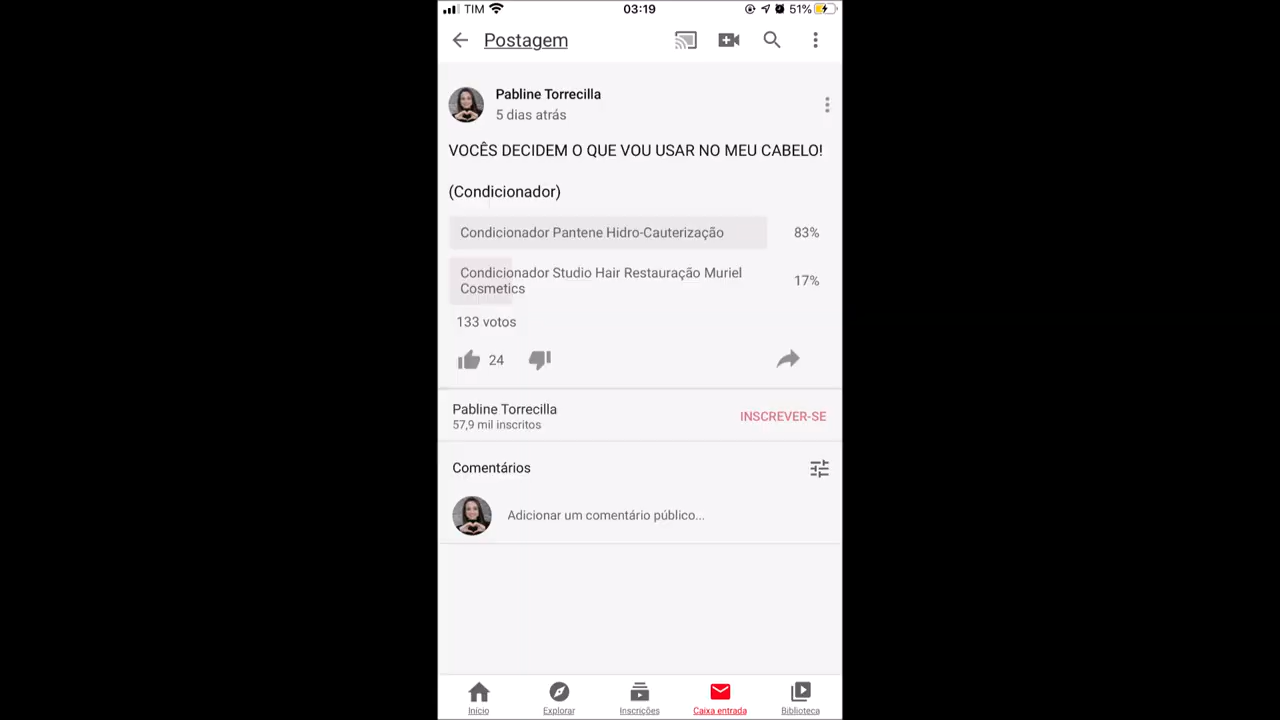 TIM 03:19 51%
Postagem
Pabline Torrecilla
5 dias atrás
VOCÊS DECIDEM O QUE VOU USAR NO MEU CABELO!
(Condicionador)
Condicionador Pantene Hidro-Cauterização 83%
Condicionador Studio Hair Restauração Muriel
Cosmetics 17%
133 votos
24
Pabline Torrecilla
57,9 mil inscritos
INSCREVER-SE
Comentários
Adicionar um comentário público...
Início Explorar Inscrições Caixa entrada Biblioteca